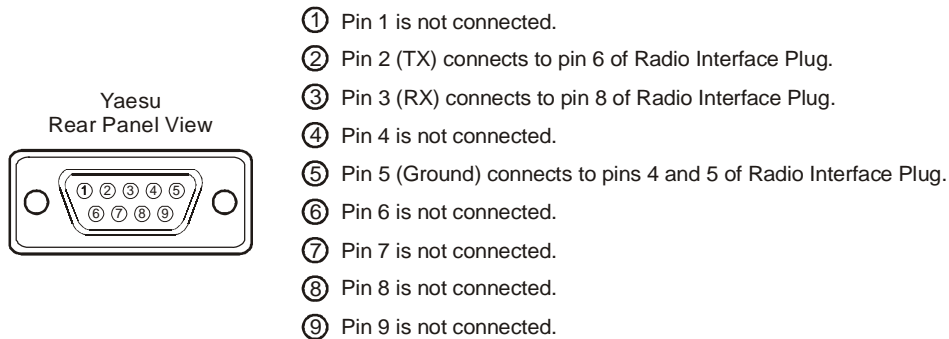 Yaesu
Rear Panel View
1 2 3 4 5
6 7 8 9
1 Pin 1 is not connected.
2 Pin 2 (TX) connects to pin 6 of Radio Interface Plug.
3 Pin 3 (RX) connects to pin 8 of Radio Interface Plug.
4 Pin 4 is not connected.
5 Pin 5 (Ground) connects to pins 4 and 5 of Radio Interface Plug.
6 Pin 6 is not connected.
7 Pin 7 is not connected.
8 Pin 8 is not connected.
9 Pin 9 is not connected.